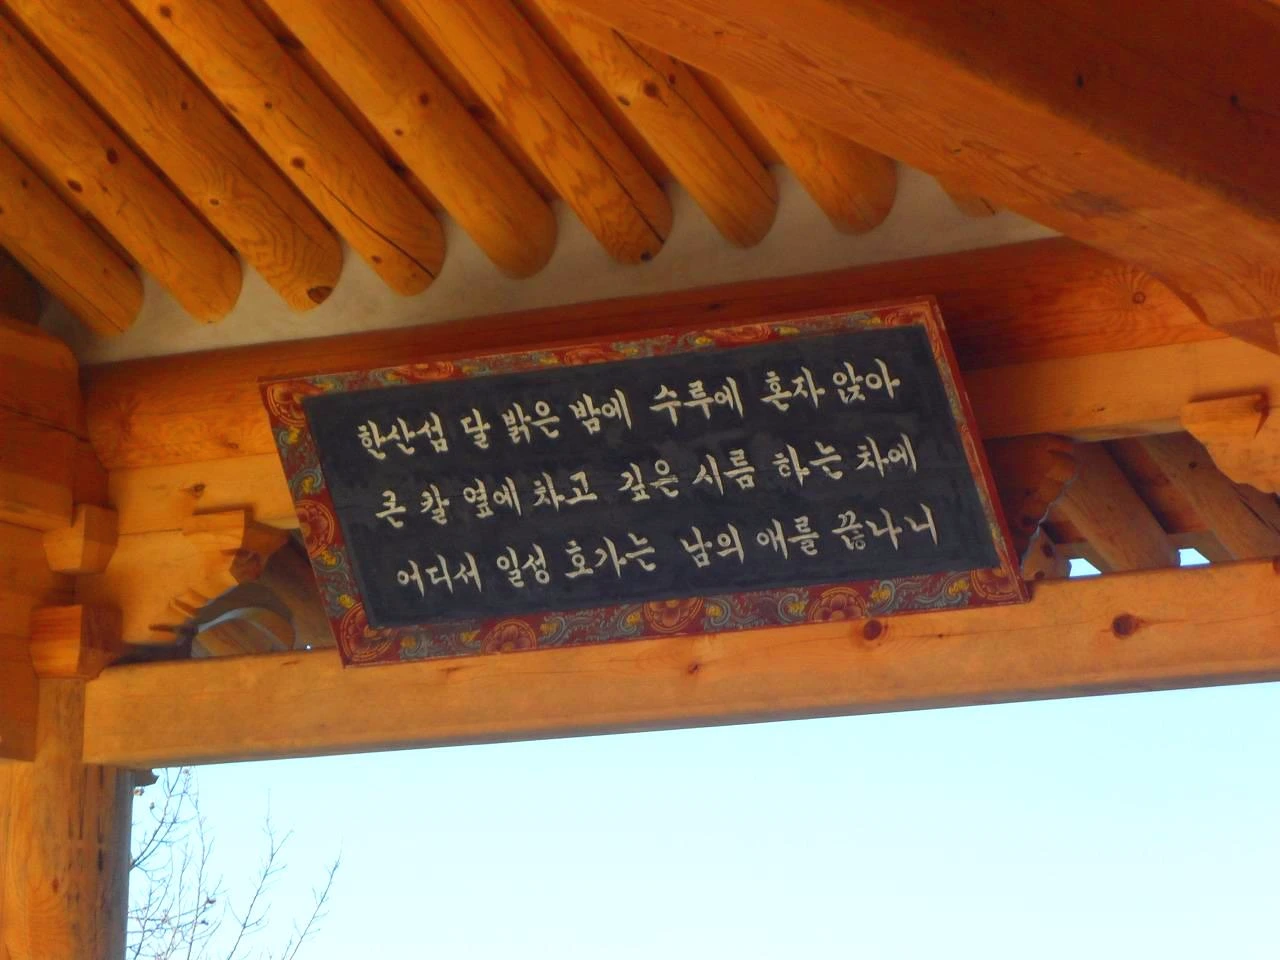 한산섬 달 밝은 밤에 수루에 혼자 앉아
큰 칼 옆에 차고 깊은 시름 하는 차에
어디서 일성 호가는 남의 애를 끊나니